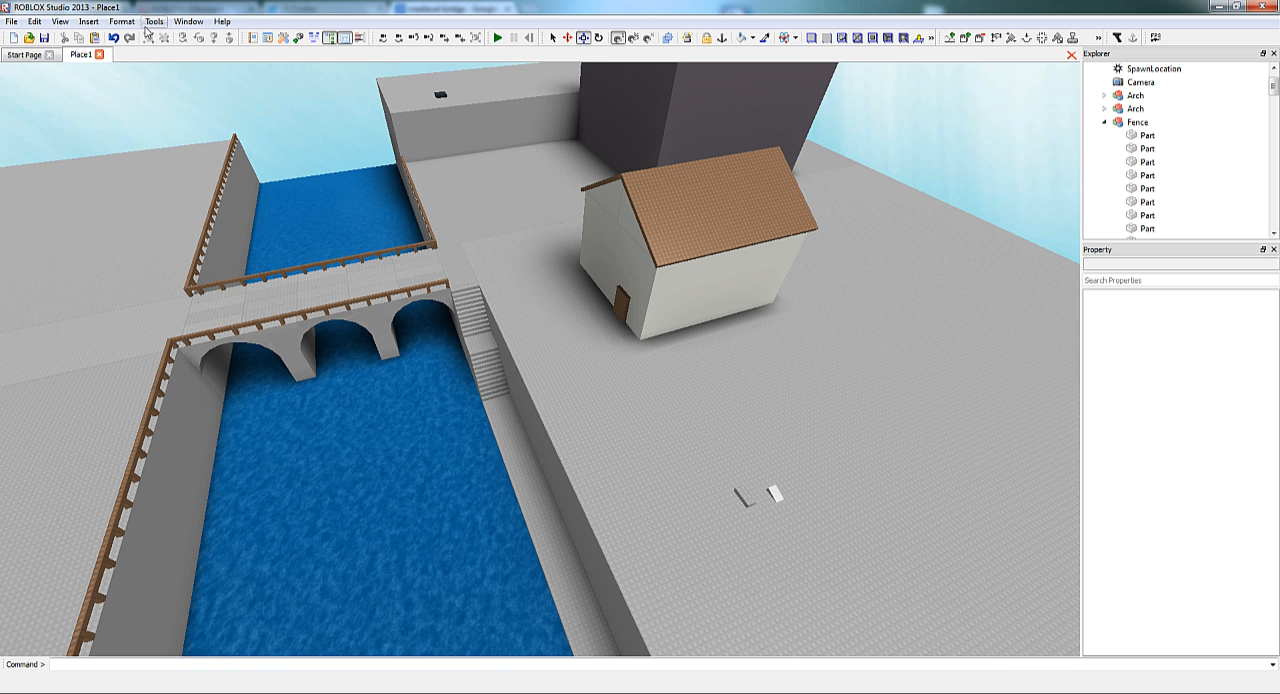 ROBLOX Studio 2013 - Place1
File Edit View Insert Format Tools Window Help
Start Page Place1
Explorer
SpawnLocation
Camera
Arch
Arch
Fence
Part
Part
Part
Part
Part
Part
Part
Part
Property
Search Properties
Command >